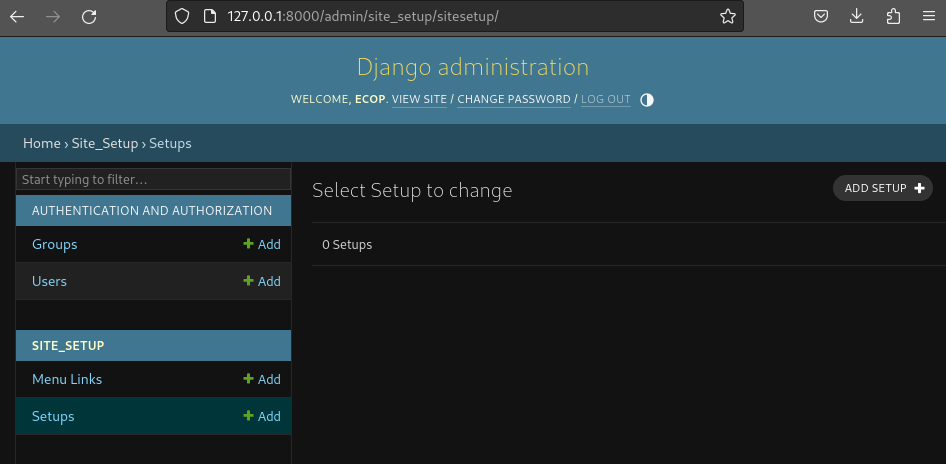 127.0.0.1:8000/admin/site_setup/sitesetup/
Django administration
WELCOME, ECOP. VIEW SITE / CHANGE PASSWORD / LOG OUT
Home › Site_Setup › Setups
Start typing to filter...
AUTHENTICATION AND AUTHORIZATION
Groups + Add
Users + Add
SITE_SETUP
Menu Links + Add
Setups + Add
Select Setup to change
ADD SETUP +
0 Setups